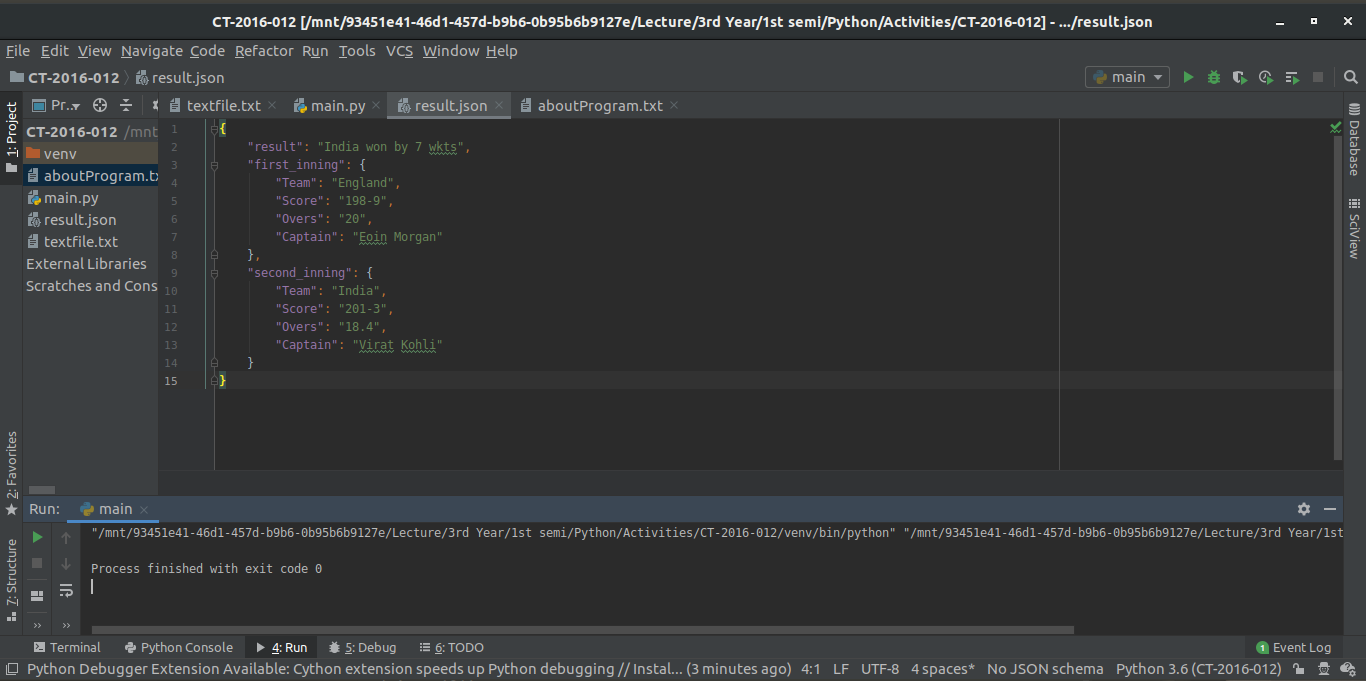 CT-2016-012 [/mnt/93451e41-46d1-457d-b9b6-0b95b6b9127e/Lecture/3rd Year/1st semi/Python/Activities/CT-2016-012] - .../result.json
File Edit View Navigate Code Refactor Run Tools VCS Window Help
CT-2016-012 result.json main
1: Project
Pr..
textfile.txt main.py result.json aboutProgram.txt
CT-2016-012 /mnt
venv
aboutProgram.tx
main.py
result.json
textfile.txt
External Libraries
Scratches and Cons
1 {
2 "result": "India won by 7 wkts",
3 "first_inning": {
4 "Team": "England",
5 "Score": "198-9",
6 "Overs": "20",
7 "Captain": "Eoin Morgan"
8 },
9 "second_inning": {
10 "Team": "India",
11 "Score": "201-3",
12 "Overs": "18.4",
13 "Captain": "Virat Kohli"
14 }
15 }
Database
SciView
2: Favorites
7: Structure
Run: main
"/mnt/93451e41-46d1-457d-b9b6-0b95b6b9127e/Lecture/3rd Year/1st semi/Python/Activities/CT-2016-012/venv/bin/python" "/mnt/93451e41-46d1-457d-b9b6-0b95b6b9127e/Lecture/3rd Year/1st
Process finished with exit code 0
Terminal Python Console 4: Run 5: Debug 6: TODO 1 Event Log
Python Debugger Extension Available: Cython extension speeds up Python debugging // Instal... (3 minutes ago) 4:1 LF UTF-8 4 spaces* No JSON schema Python 3.6 (CT-2016-012)